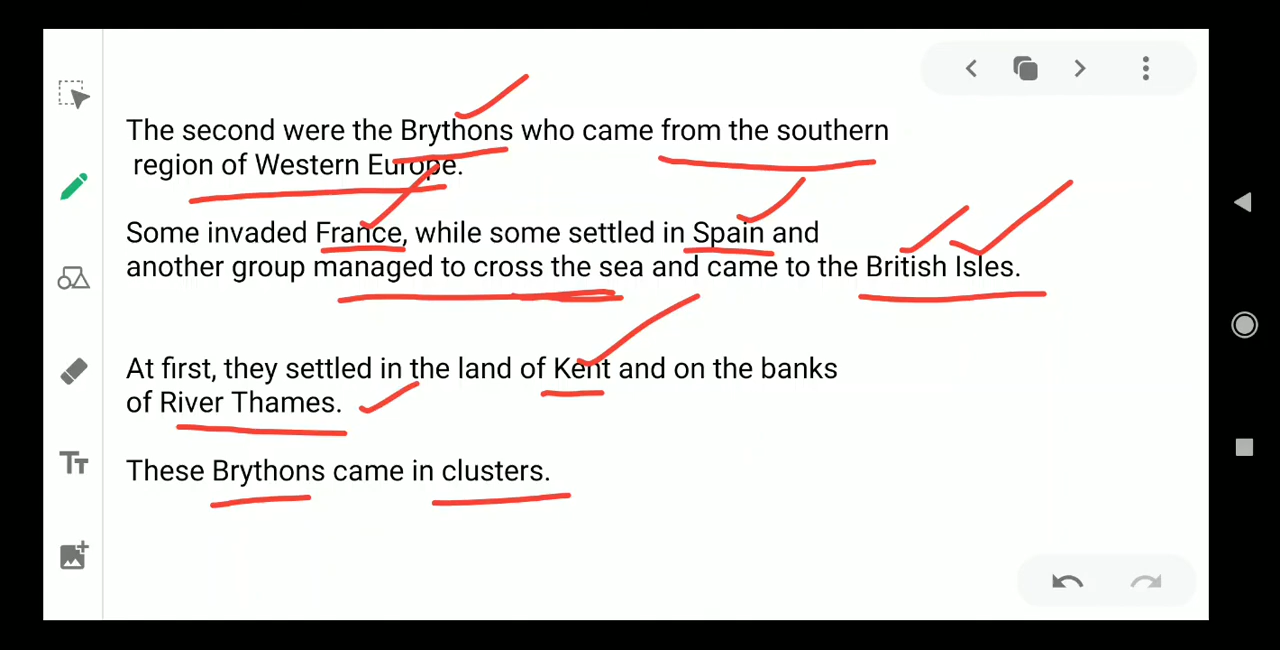 The second were the Brythons who came from the southern
region of Western Europe.
Some invaded France, while some settled in Spain and
another group managed to cross the sea and came to the British Isles.
At first, they settled in the land of Kent and on the banks
of River Thames.
These Brythons came in clusters.
Tт